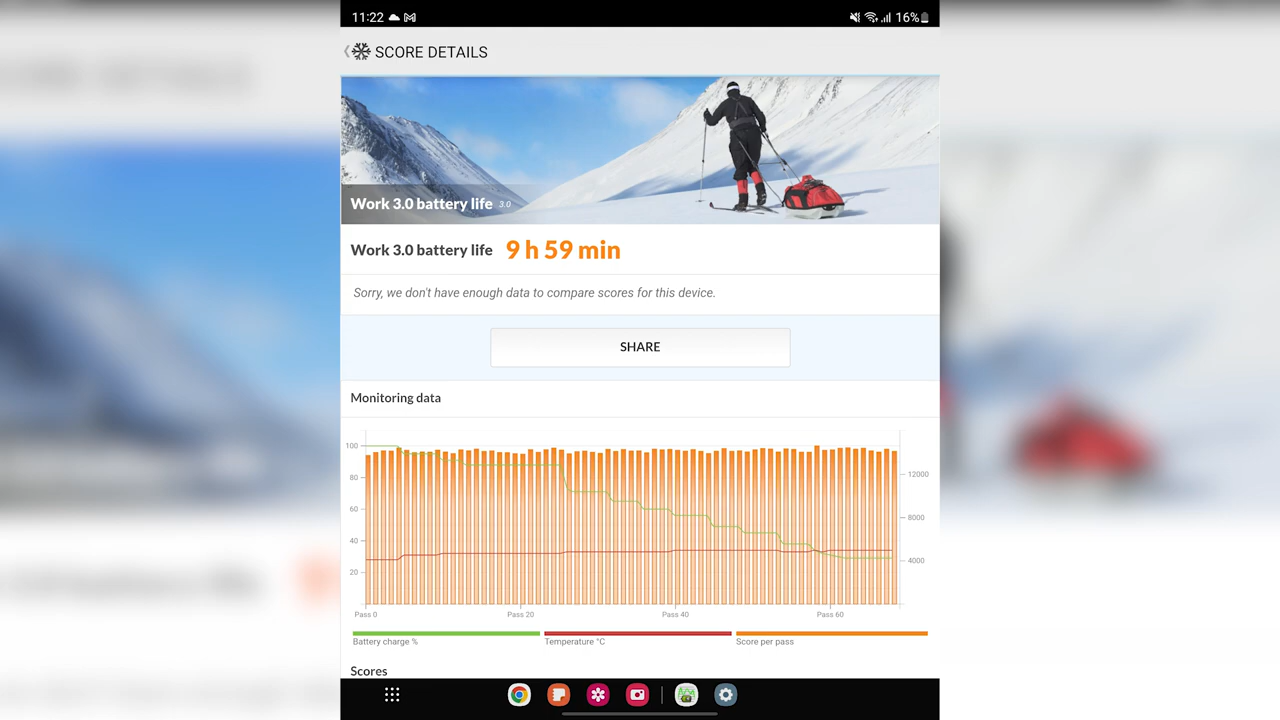 11:22 16%
SCORE DETAILS
Work 3.0 battery life 3.0
Work 3.0 battery life 9 h 59 min
Sorry, we don't have enough data to compare scores for this device.
SHARE
Monitoring data
100
80
60
40
20
12000
8000
4000
Pass 0 Pass 20 Pass 40 Pass 60
Battery charge % Temperature °C Score per pass
Scores